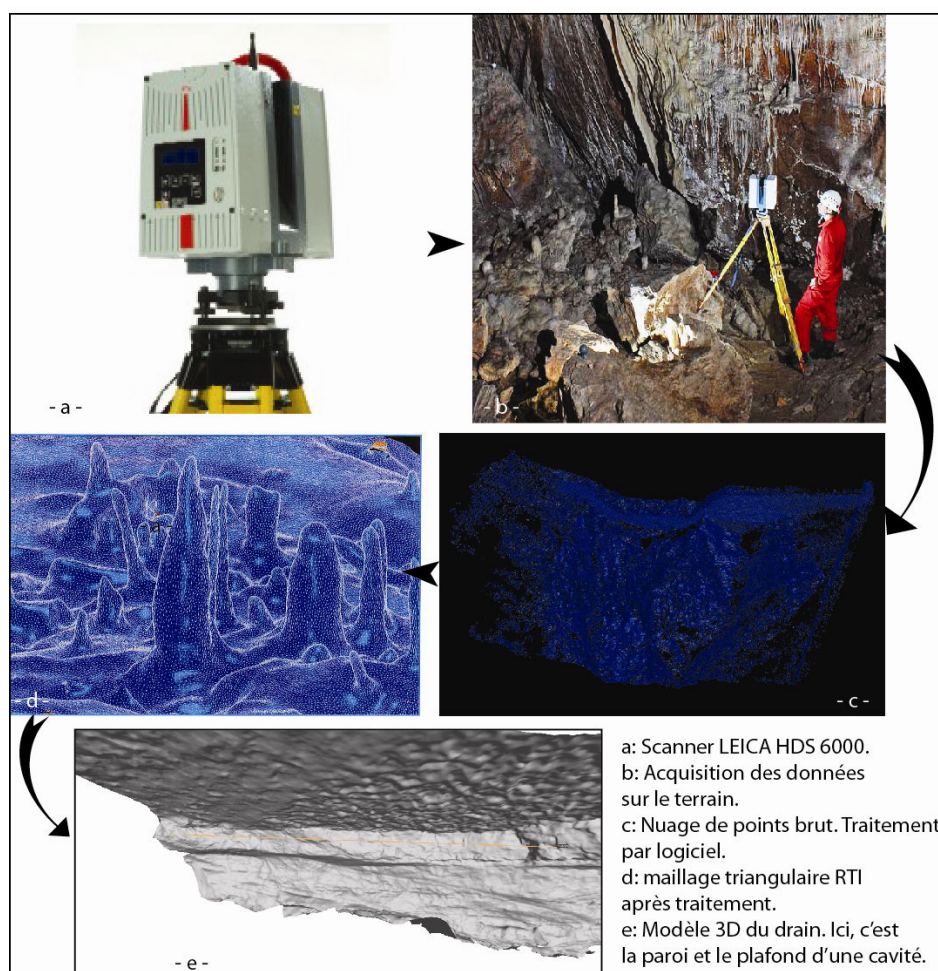 - a -
- b -
- d -
- c -
- e -
a: Scanner LEICA HDS 6000.
b: Acquisition des données
sur le terrain.
c: Nuage de points brut. Traitement
par logiciel.
d: maillage triangulaire RTI
après traitement.
e: Modèle 3D du drain. Ici, c'est
la paroi et le plafond d'une cavité.